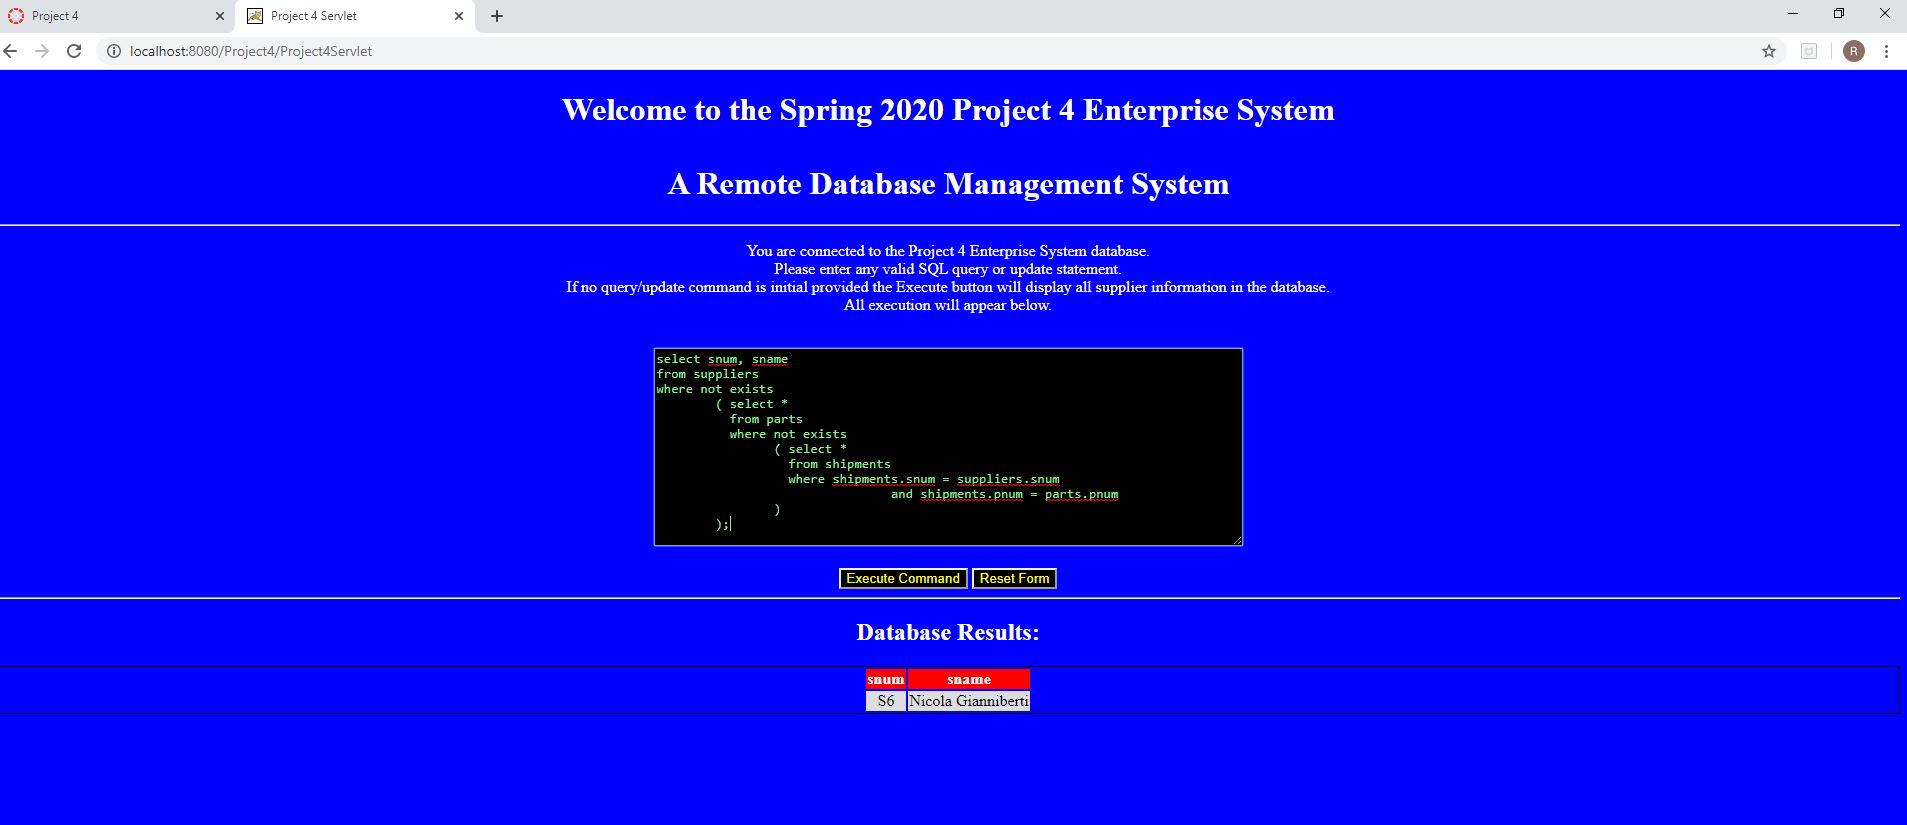 Project 4
Project 4 Servlet
localhost:8080/Project4/Project4Servlet
R
Welcome to the Spring 2020 Project 4 Enterprise System
A Remote Database Management System
You are connected to the Project 4 Enterprise System database.
Please enter any valid SQL query or update statement.
If no query/update command is initial provided the Execute button will display all supplier information in the database.
All execution will appear below.
select snum, sname
from suppliers
where not exists
( select *
from parts
where not exists
( select *
from shipments
where shipments.snum = suppliers.snum
and shipments.pnum = parts.pnum
)
);
Execute Command Reset Form
Database Results:
snum sname
S6 Nicola Gianniberti